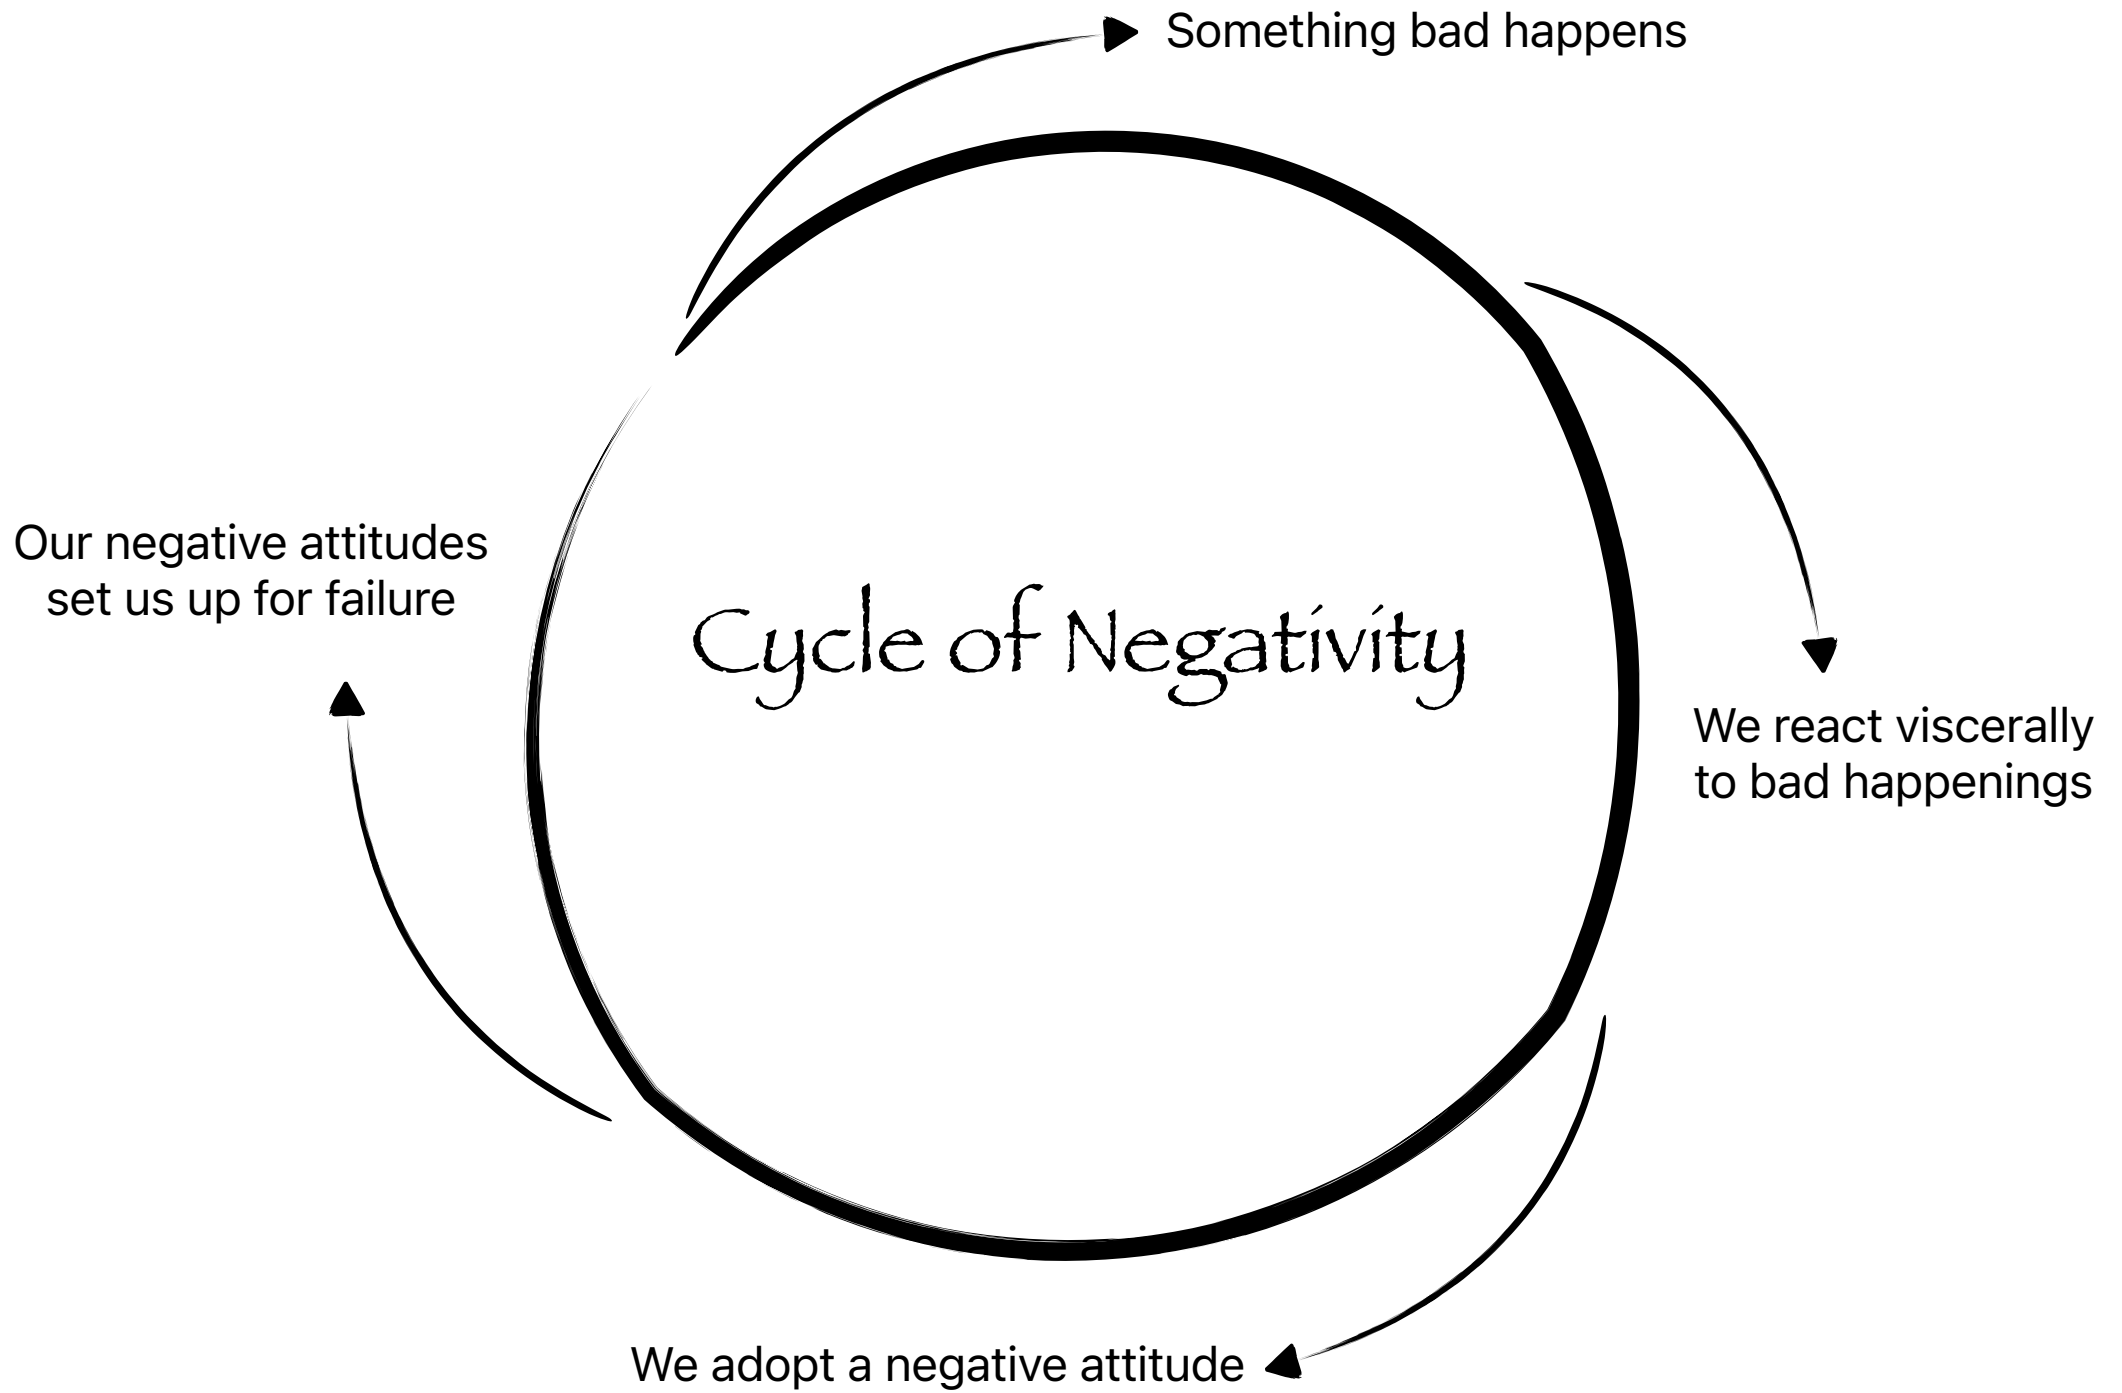 Something bad happens
Our negative attitudes
set us up for failure
Cycle of Negativity
We react viscerally
to bad happenings
We adopt a negative attitude